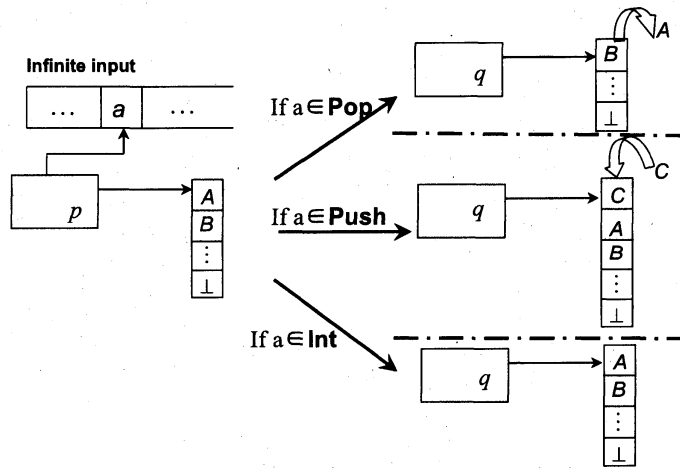 Infinite input
... a ...
p
A
B
⋮
⊥
If a ∈ Pop
q
B
⋮
⊥
A
If a ∈ Push
q
C
A
B
⋮
⊥
C
If a ∈ Int
q
A
B
⋮
⊥